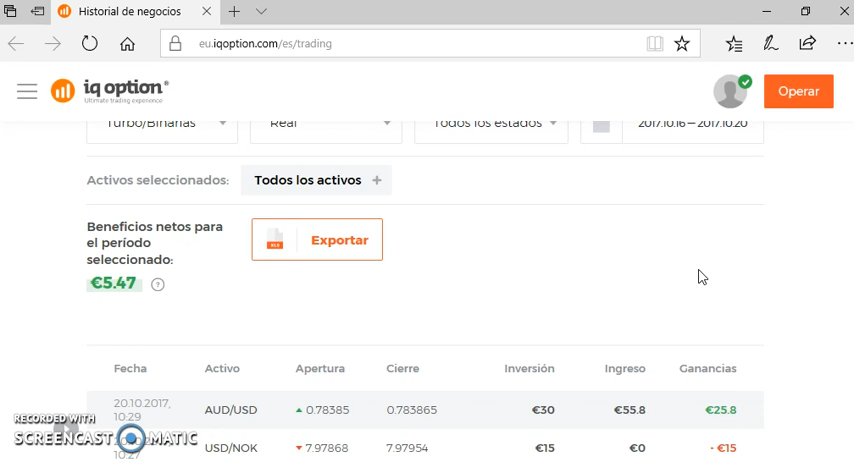 Historial de negocios
eu.iqoption.com/es/trading
iq option®
Ultimate trading experience
Operar
Turbo/Binarias
Real
Todos los estados
2017.10.16 — 2017.10.20
Activos seleccionados:
Todos los activos +
Beneficios netos para
el período
seleccionado:
XLS
Exportar
€5.47 ?
Fecha Activo Apertura Cierre Inversión Ingreso Ganancias
20.10.2017,
10:29
AUD/USD 0.78385 0.783865 €30 €55.8 €25.8
10:27
USD/NOK 7.97868 7.97954 €15 €0 - €15
RECORDED WITH
SCREENCAST MATIC